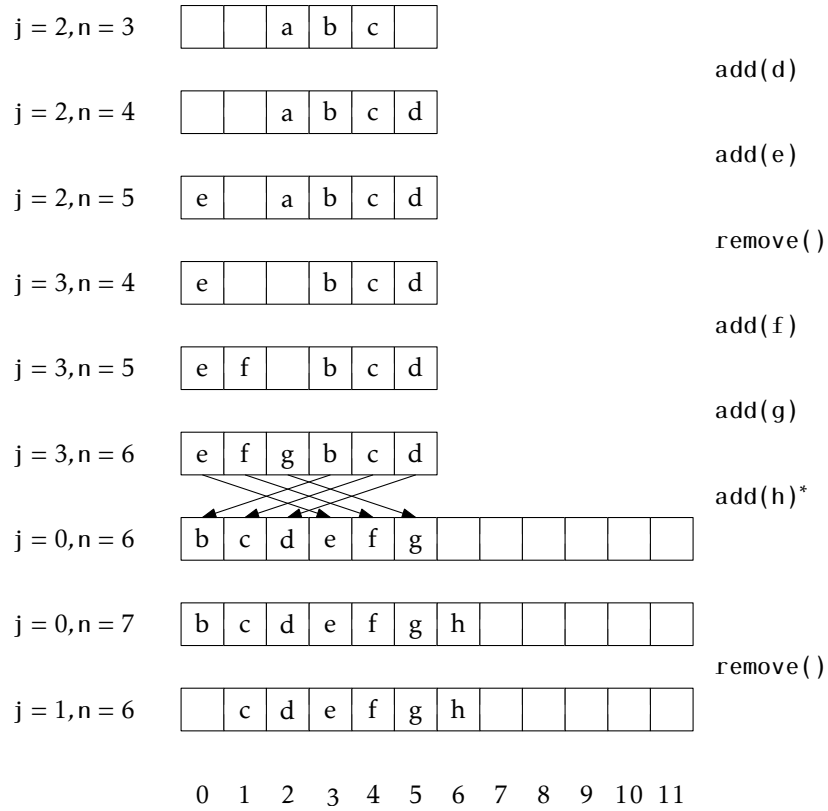 j = 2, n = 3 a b c
add(d)
j = 2, n = 4 a b c d
add(e)
j = 2, n = 5 e a b c d
remove()
j = 3, n = 4 e b c d
add(f)
j = 3, n = 5 e f b c d
add(g)
j = 3, n = 6 e f g b c d
add(h)*
j = 0, n = 6 b c d e f g
j = 0, n = 7 b c d e f g h
remove()
j = 1, n = 6 c d e f g h
0 1 2 3 4 5 6 7 8 9 10 11